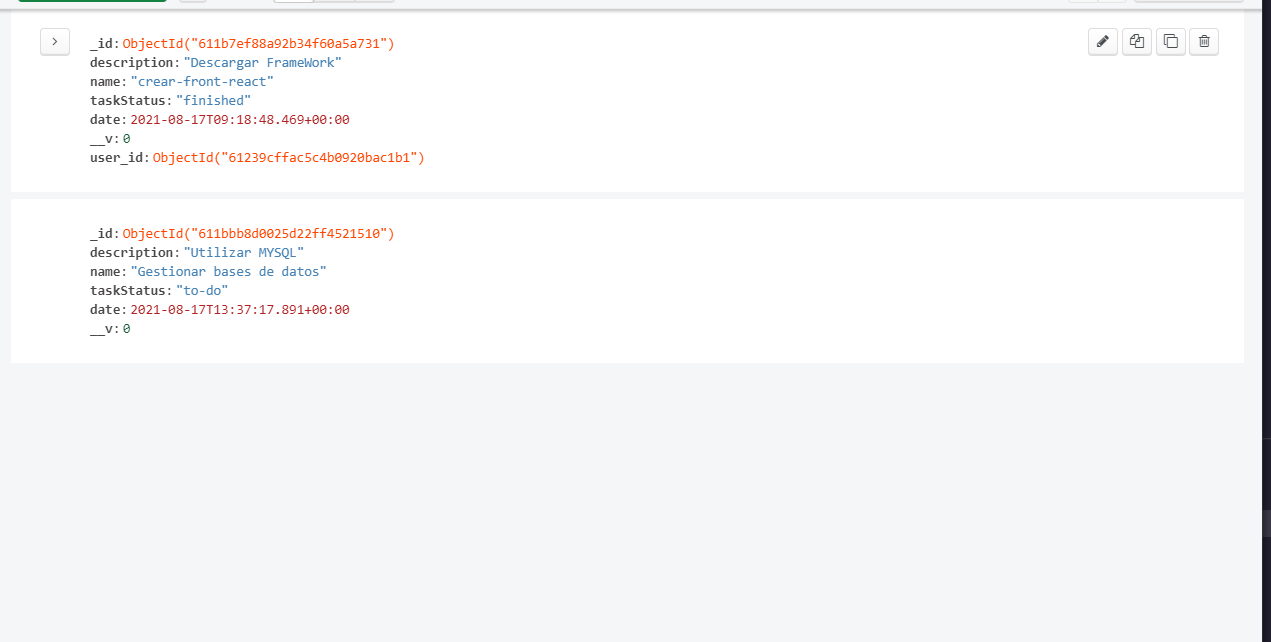 _id: ObjectId("611b7ef88a92b34f60a5a731")
description: "Descargar FrameWork"
name: "crear-front-react"
taskStatus: "finished"
date: 2021-08-17T09:18:48.469+00:00
__v: 0
user_id: ObjectId("61239cffac5c4b0920bac1b1")
_id: ObjectId("611bbb8d0025d22ff4521510")
description: "Utilizar MYSQL"
name: "Gestionar bases de datos"
taskStatus: "to-do"
date: 2021-08-17T13:37:17.891+00:00
__v: 0